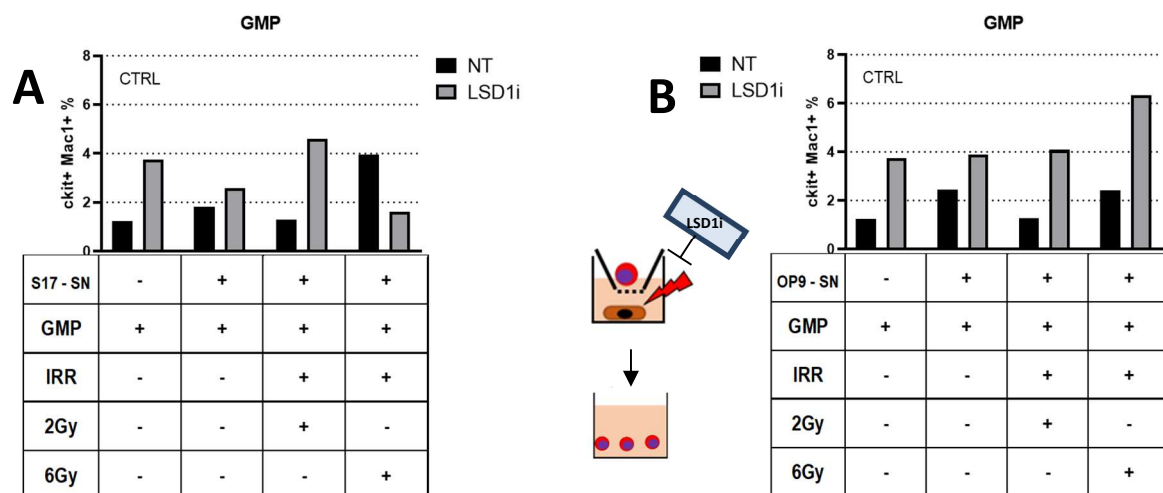 GMP
A
8
6
4
2
0
ckit+ Mac1+ %
CTRL
NT
LSD1i
S17 - SN - + + +
GMP + + + +
IRR - - + +
2Gy - - + -
6Gy - - - +
LSD1i
GMP
B
8
6
4
2
0
ckit+ Mac1+ %
CTRL
NT
LSD1i
OP9 - SN - + + +
GMP + + + +
IRR - - + +
2Gy - - + -
6Gy - - - +